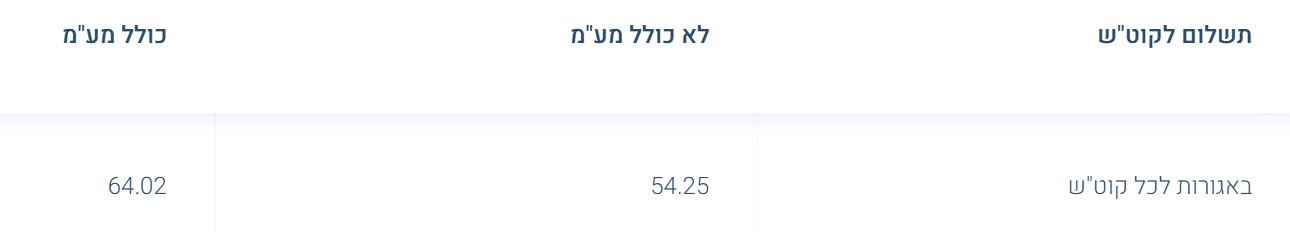 תשלום לקוט"ש לא כולל מע"מ כולל מע"מ
באגורות לכל קוט"ש 54.25 64.02